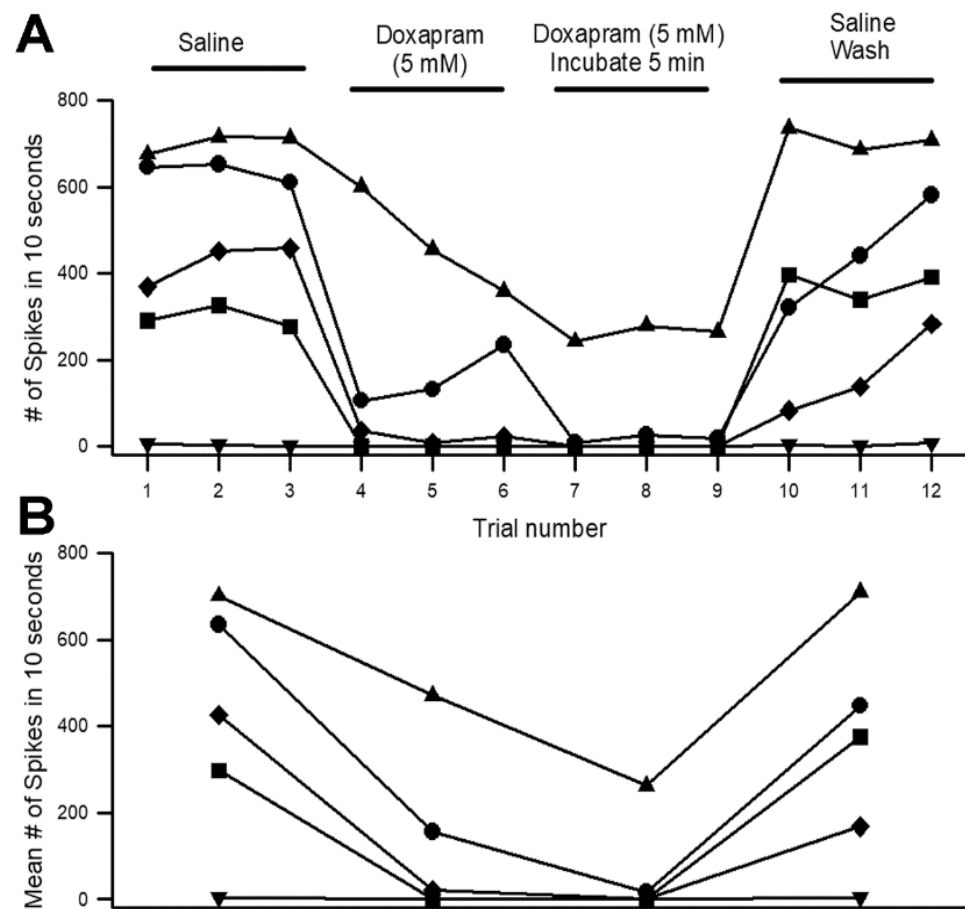 A
Saline
Doxapram
(5 mM)
Doxapram (5 mM)
Incubate 5 min
Saline
Wash
# of Spikes in 10 seconds
800
600
400
200
0
1 2 3 4 5 6 7 8 9 10 11 12
Trial number
B
Mean # of Spikes in 10 seconds
800
600
400
200
0